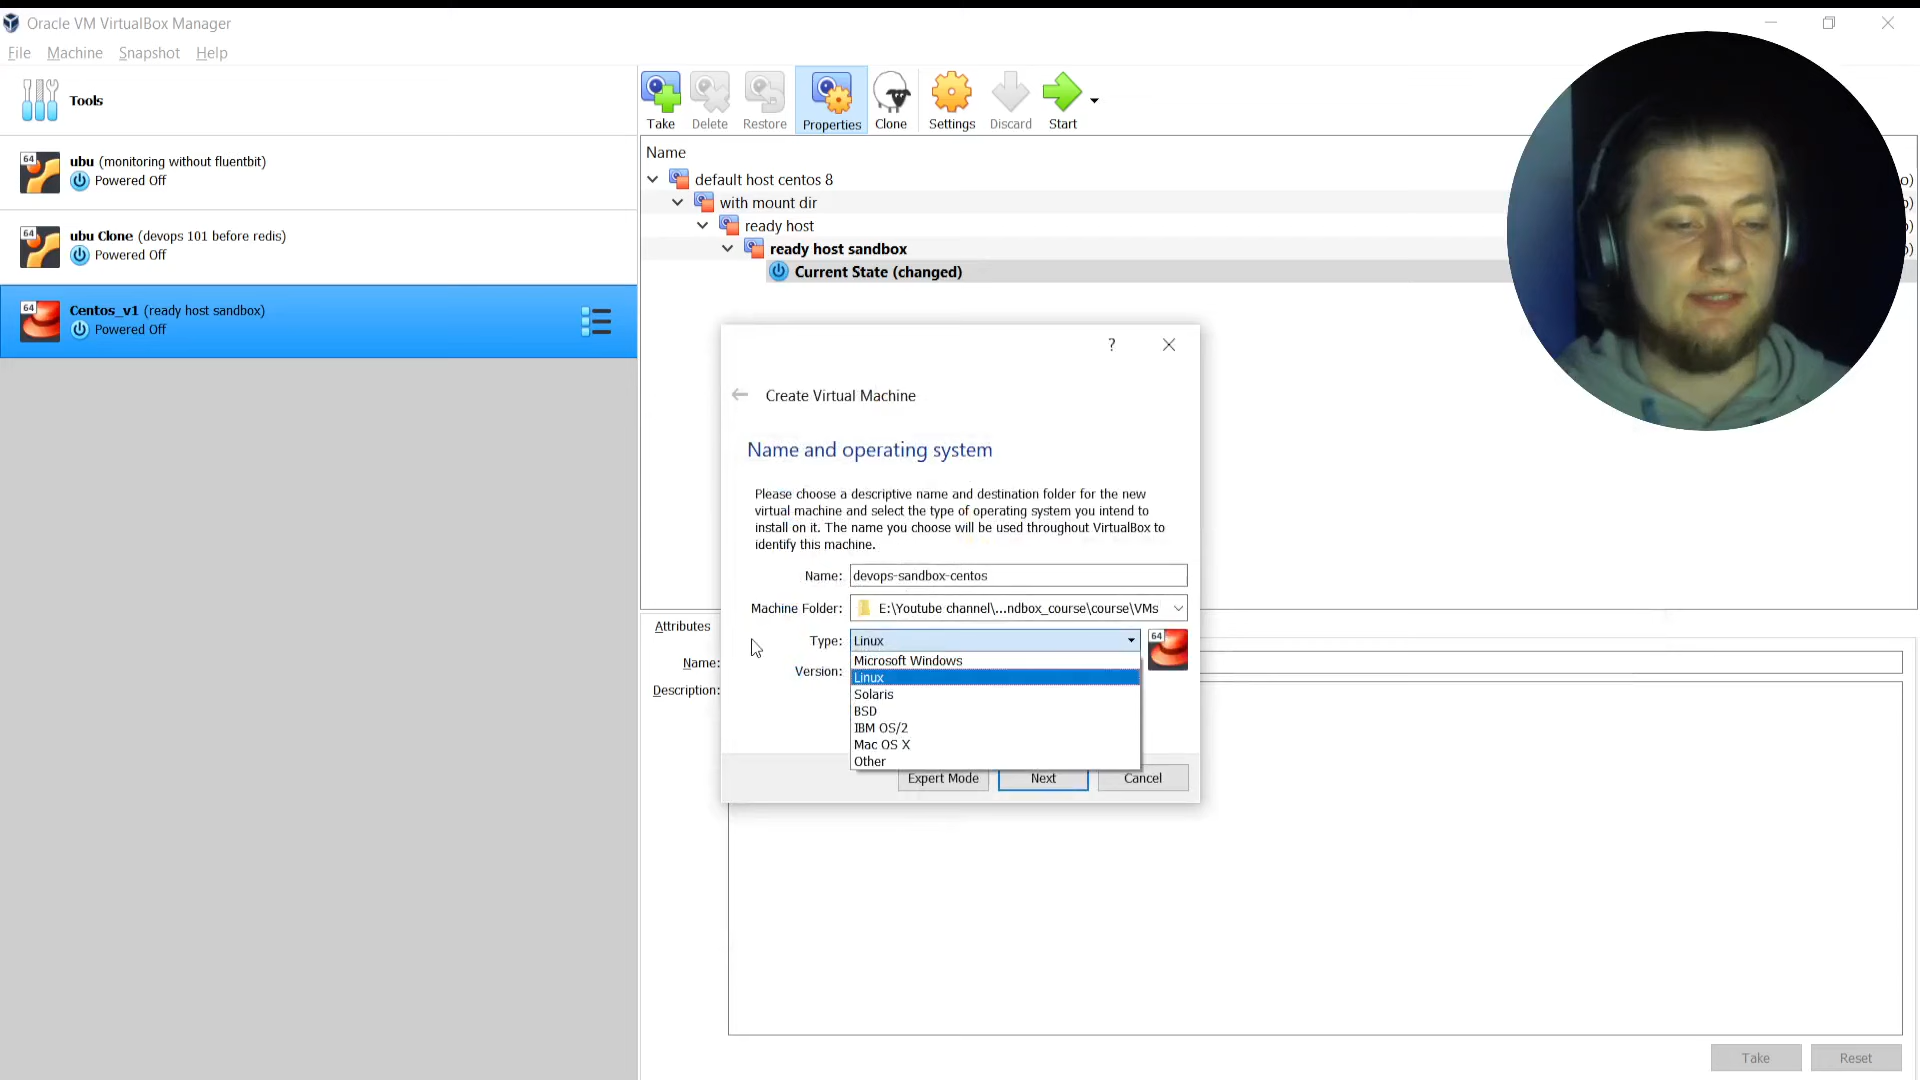 Oracle VM VirtualBox Manager
File Machine Snapshot Help
Tools
64
ubu (monitoring without fluentbit)
Powered Off
64
ubu Clone (devops 101 before redis)
Powered Off
64
Centos_v1 (ready host sandbox)
Powered Off
Take Delete Restore Properties Clone Settings Discard Start
Name
default host centos 8
with mount dir
ready host
ready host sandbox
Current State (changed)
?
Create Virtual Machine
Name and operating system
Please choose a descriptive name and destination folder for the new
virtual machine and select the type of operating system you intend to
install on it. The name you choose will be used throughout VirtualBox to
identify this machine.
Name: devops-sandbox-centos
Machine Folder: E:\Youtube channel\...ndbox_course\course\VMs
Type: Linux
64
Version:
Microsoft Windows
Linux
Solaris
BSD
IBM OS/2
Mac OS X
Other
Expert Mode Next Cancel
Attributes
Name:
Description:
Take Reset